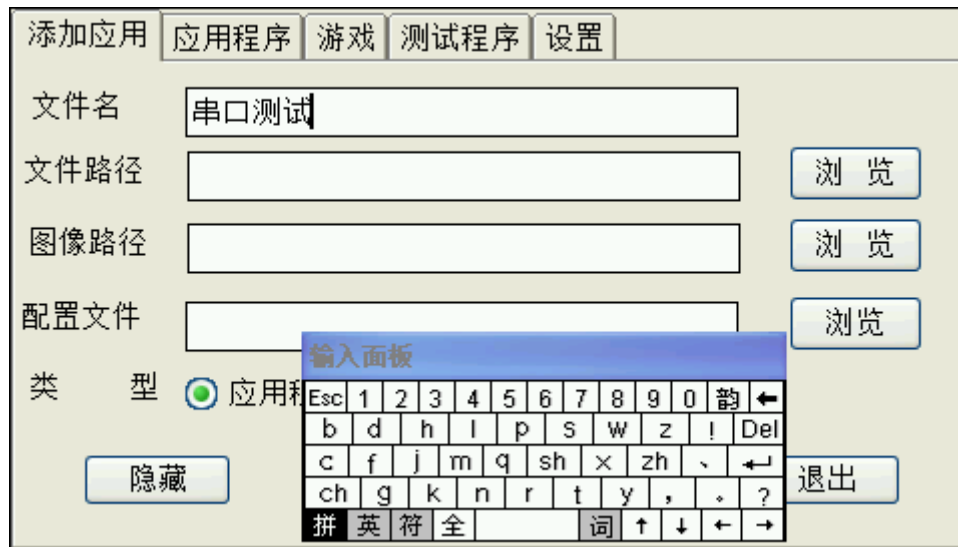 添加应用 应用程序 游戏 测试程序 设置
文件名 串口测试
文件路径 浏 览
图像路径 浏 览
配置文件 浏览
输入面板
类 型 应用程
Esc 1 2 3 4 5 6 7 8 9 0 韵 ←
b d h l p s w z ! Del
c f j m q sh × zh 、 ↵
隐藏 退出
ch g k n r t y , 。 ?
拼 英 符 全 词 ↑ ↓ ← →